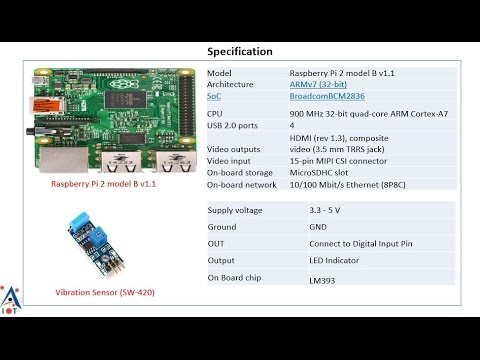 Specification
Model Raspberry Pi 2 model B v1.1
Architecture ARMv7 (32-bit)
SoC BroadcomBCM2836
CPU 900 MHz 32-bit quad-core ARM Cortex-A7
USB 2.0 ports 4
HDMI (rev 1.3), composite
Video outputs video (3.5 mm TRRS jack)
Video input 15-pin MIPI CSI connector
On-board storage MicroSDHC slot
On-board network 10/100 Mbit/s Ethernet (8P8C)
Raspberry Pi 2 model B v1.1
Supply voltage 3.3 - 5 V
Ground GND
OUT Connect to Digital Input Pin
Output LED Indicator
On Board chip LM393
Vibration Sensor (SW-420)
IOT